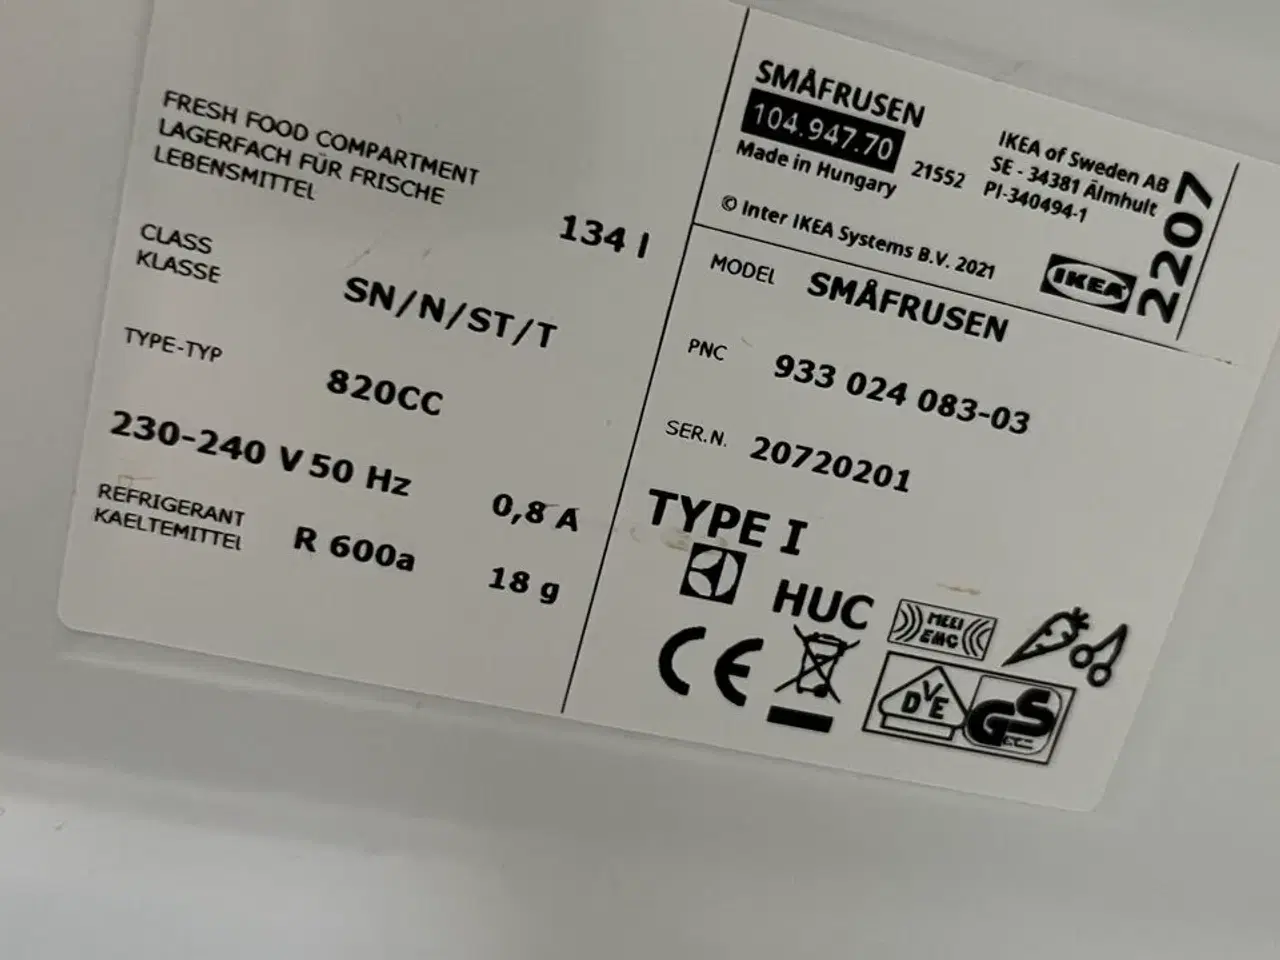 FRESH FOOD COMPARTMENT
LAGERFACH FÜR FRISCHE
LEBENSMITTEL
134 l
CLASS
KLASSE
SN/N/ST/T
TYPE-TYP
820CC
230-240 V 50 Hz
0,8 A
REFRIGERANT
KAELTEMITTEL
R 600a
18 g
SMÅFRUSEN
104.947.70
Made in Hungary
21552
IKEA of Sweden AB
SE - 34381 Älmhult
PI-340494-1
© Inter IKEA Systems B.V. 2021
IKEA
2207
MODEL SMÅFRUSEN
PNC 933 024 083-03
SER.N. 20720201
TYPE I
HUC
MEEI
EMC
CE
DVE
GS